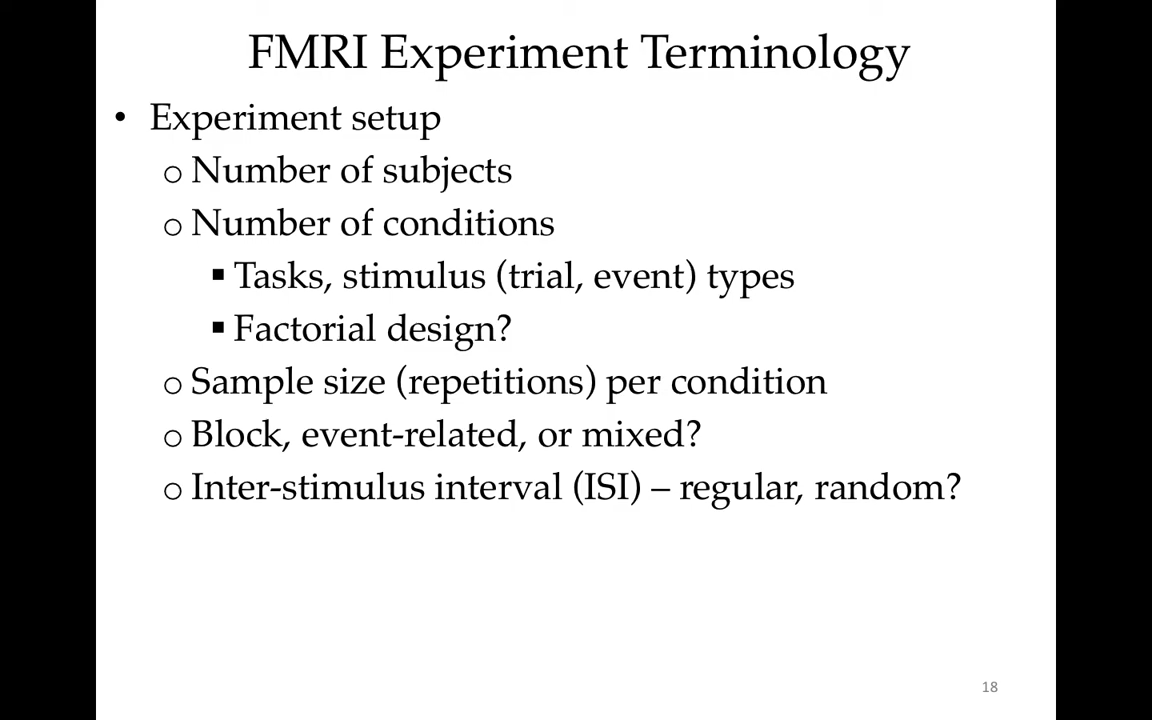 FMRI Experiment Terminology
• Experiment setup
o Number of subjects
o Number of conditions
▪ Tasks, stimulus (trial, event) types
▪ Factorial design?
o Sample size (repetitions) per condition
o Block, event-related, or mixed?
o Inter-stimulus interval (ISI) – regular, random?
18